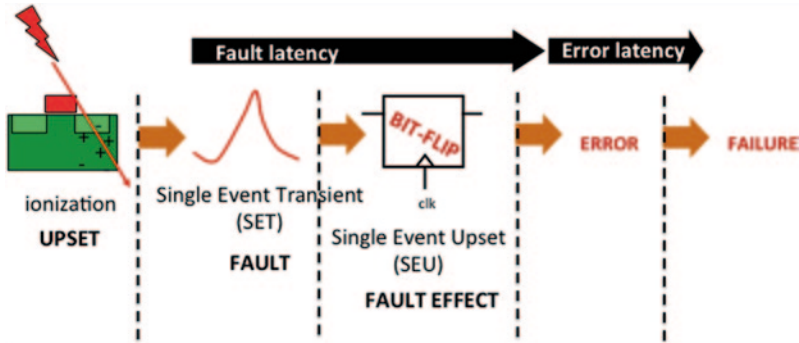 Fault latency
Error latency
BIT-FLIP
clk
ERROR
FAILURE
ionization
UPSET
Single Event Transient
(SET)
FAULT
Single Event Upset
(SEU)
FAULT EFFECT
+
-
+
+
+
-